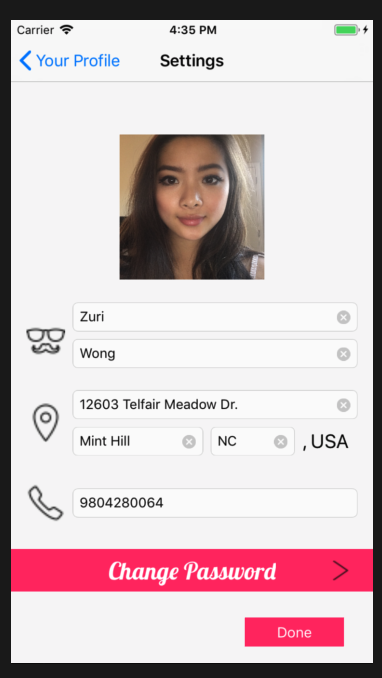 Carrier 4:35 PM
Your Profile Settings
Zuri
Wong
12603 Telfair Meadow Dr.
Mint Hill NC , USA
9804280064
Change Password
Done